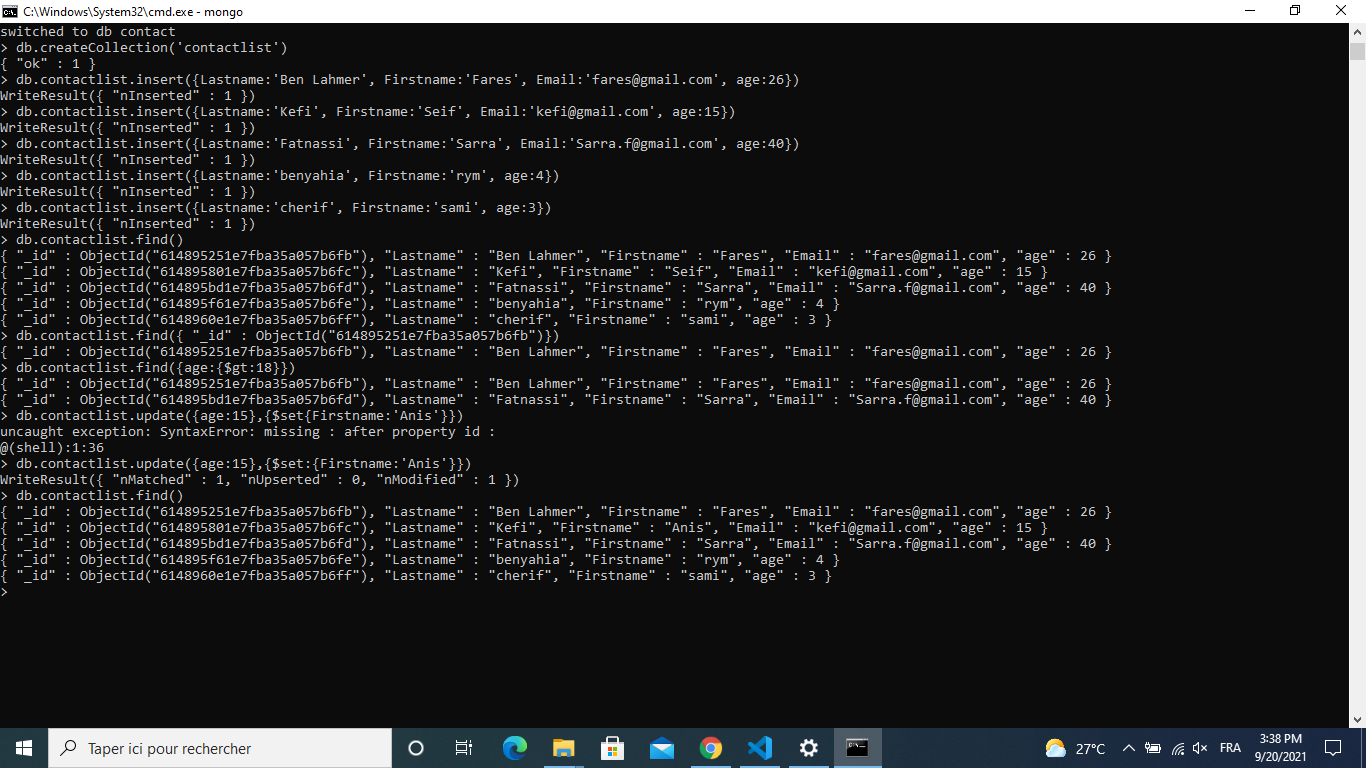 C:\Windows\System32\cmd.exe - mongo
switched to db contact
> db.createCollection('contactlist')
{ "ok" : 1 }
> db.contactlist.insert({Lastname:'Ben Lahmer', Firstname:'Fares', Email:'fares@gmail.com', age:26})
WriteResult({ "nInserted" : 1 })
> db.contactlist.insert({Lastname:'Kefi', Firstname:'Seif', Email:'kefi@gmail.com', age:15})
WriteResult({ "nInserted" : 1 })
> db.contactlist.insert({Lastname:'Fatnassi', Firstname:'Sarra', Email:'Sarra.f@gmail.com', age:40})
WriteResult({ "nInserted" : 1 })
> db.contactlist.insert({Lastname:'benyahia', Firstname:'rym', age:4})
WriteResult({ "nInserted" : 1 })
> db.contactlist.insert({Lastname:'cherif', Firstname:'sami', age:3})
WriteResult({ "nInserted" : 1 })
> db.contactlist.find()
{ "_id" : ObjectId("614895251e7fba35a057b6fb"), "Lastname" : "Ben Lahmer", "Firstname" : "Fares", "Email" : "fares@gmail.com", "age" : 26 }
{ "_id" : ObjectId("614895801e7fba35a057b6fc"), "Lastname" : "Kefi", "Firstname" : "Seif", "Email" : "kefi@gmail.com", "age" : 15 }
{ "_id" : ObjectId("614895bd1e7fba35a057b6fd"), "Lastname" : "Fatnassi", "Firstname" : "Sarra", "Email" : "Sarra.f@gmail.com", "age" : 40 }
{ "_id" : ObjectId("614895f61e7fba35a057b6fe"), "Lastname" : "benyahia", "Firstname" : "rym", "age" : 4 }
{ "_id" : ObjectId("6148960e1e7fba35a057b6ff"), "Lastname" : "cherif", "Firstname" : "sami", "age" : 3 }
> db.contactlist.find({ "_id" : ObjectId("614895251e7fba35a057b6fb")})
{ "_id" : ObjectId("614895251e7fba35a057b6fb"), "Lastname" : "Ben Lahmer", "Firstname" : "Fares", "Email" : "fares@gmail.com", "age" : 26 }
> db.contactlist.find({age:{$gt:18}})
{ "_id" : ObjectId("614895251e7fba35a057b6fb"), "Lastname" : "Ben Lahmer", "Firstname" : "Fares", "Email" : "fares@gmail.com", "age" : 26 }
{ "_id" : ObjectId("614895bd1e7fba35a057b6fd"), "Lastname" : "Fatnassi", "Firstname" : "Sarra", "Email" : "Sarra.f@gmail.com", "age" : 40 }
> db.contactlist.update({age:15},{$set{Firstname:'Anis'}})
uncaught exception: SyntaxError: missing : after property id :
@(shell):1:36
> db.contactlist.update({age:15},{$set:{Firstname:'Anis'}})
WriteResult({ "nMatched" : 1, "nUpserted" : 0, "nModified" : 1 })
> db.contactlist.find()
{ "_id" : ObjectId("614895251e7fba35a057b6fb"), "Lastname" : "Ben Lahmer", "Firstname" : "Fares", "Email" : "fares@gmail.com", "age" : 26 }
{ "_id" : ObjectId("614895801e7fba35a057b6fc"), "Lastname" : "Kefi", "Firstname" : "Anis", "Email" : "kefi@gmail.com", "age" : 15 }
{ "_id" : ObjectId("614895bd1e7fba35a057b6fd"), "Lastname" : "Fatnassi", "Firstname" : "Sarra", "Email" : "Sarra.f@gmail.com", "age" : 40 }
{ "_id" : ObjectId("614895f61e7fba35a057b6fe"), "Lastname" : "benyahia", "Firstname" : "rym", "age" : 4 }
{ "_id" : ObjectId("6148960e1e7fba35a057b6ff"), "Lastname" : "cherif", "Firstname" : "sami", "age" : 3 }
>
Taper ici pour rechercher
27°C
FRA
3:38 PM
9/20/2021